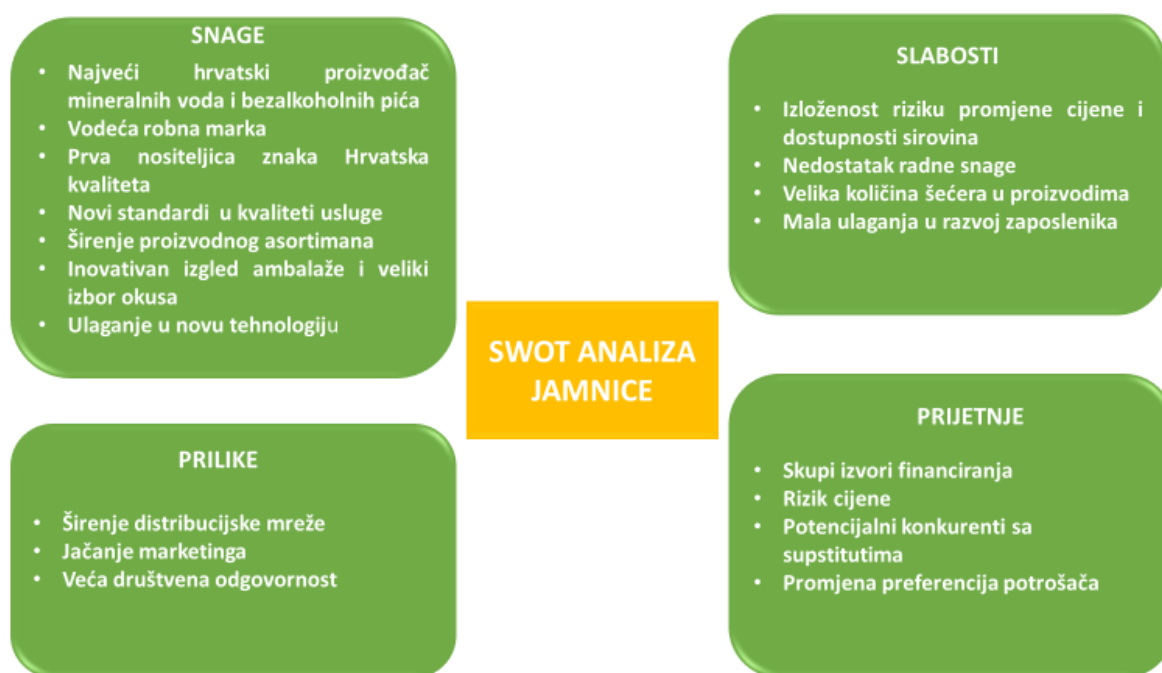 SNAGE
• Najveći hrvatski proizvođač
mineralnih voda i bezalkoholnih pića
• Vodeća robna marka
• Prva nositeljica znaka Hrvatska
kvaliteta
• Novi standardi u kvaliteti usluge
• Širenje proizvodnog asortimana
• Inovativan izgled ambalaže i veliki
izbor okusa
• Ulaganje u novu tehnologiju
SLABOSTI
• Izloženost riziku promjene cijene i
dostupnosti sirovina
• Nedostatak radne snage
• Velika količina šećera u proizvodima
• Mala ulaganja u razvoj zaposlenika
SWOT ANALIZA
JAMNICE
PRILIKE
• Širenje distribucijske mreže
• Jačanje marketinga
• Veća društvena odgovornost
PRIJETNJE
• Skupi izvori financiranja
• Rizik cijene
• Potencijalni konkurenti sa
supstitutima
• Promjena preferencija potrošača